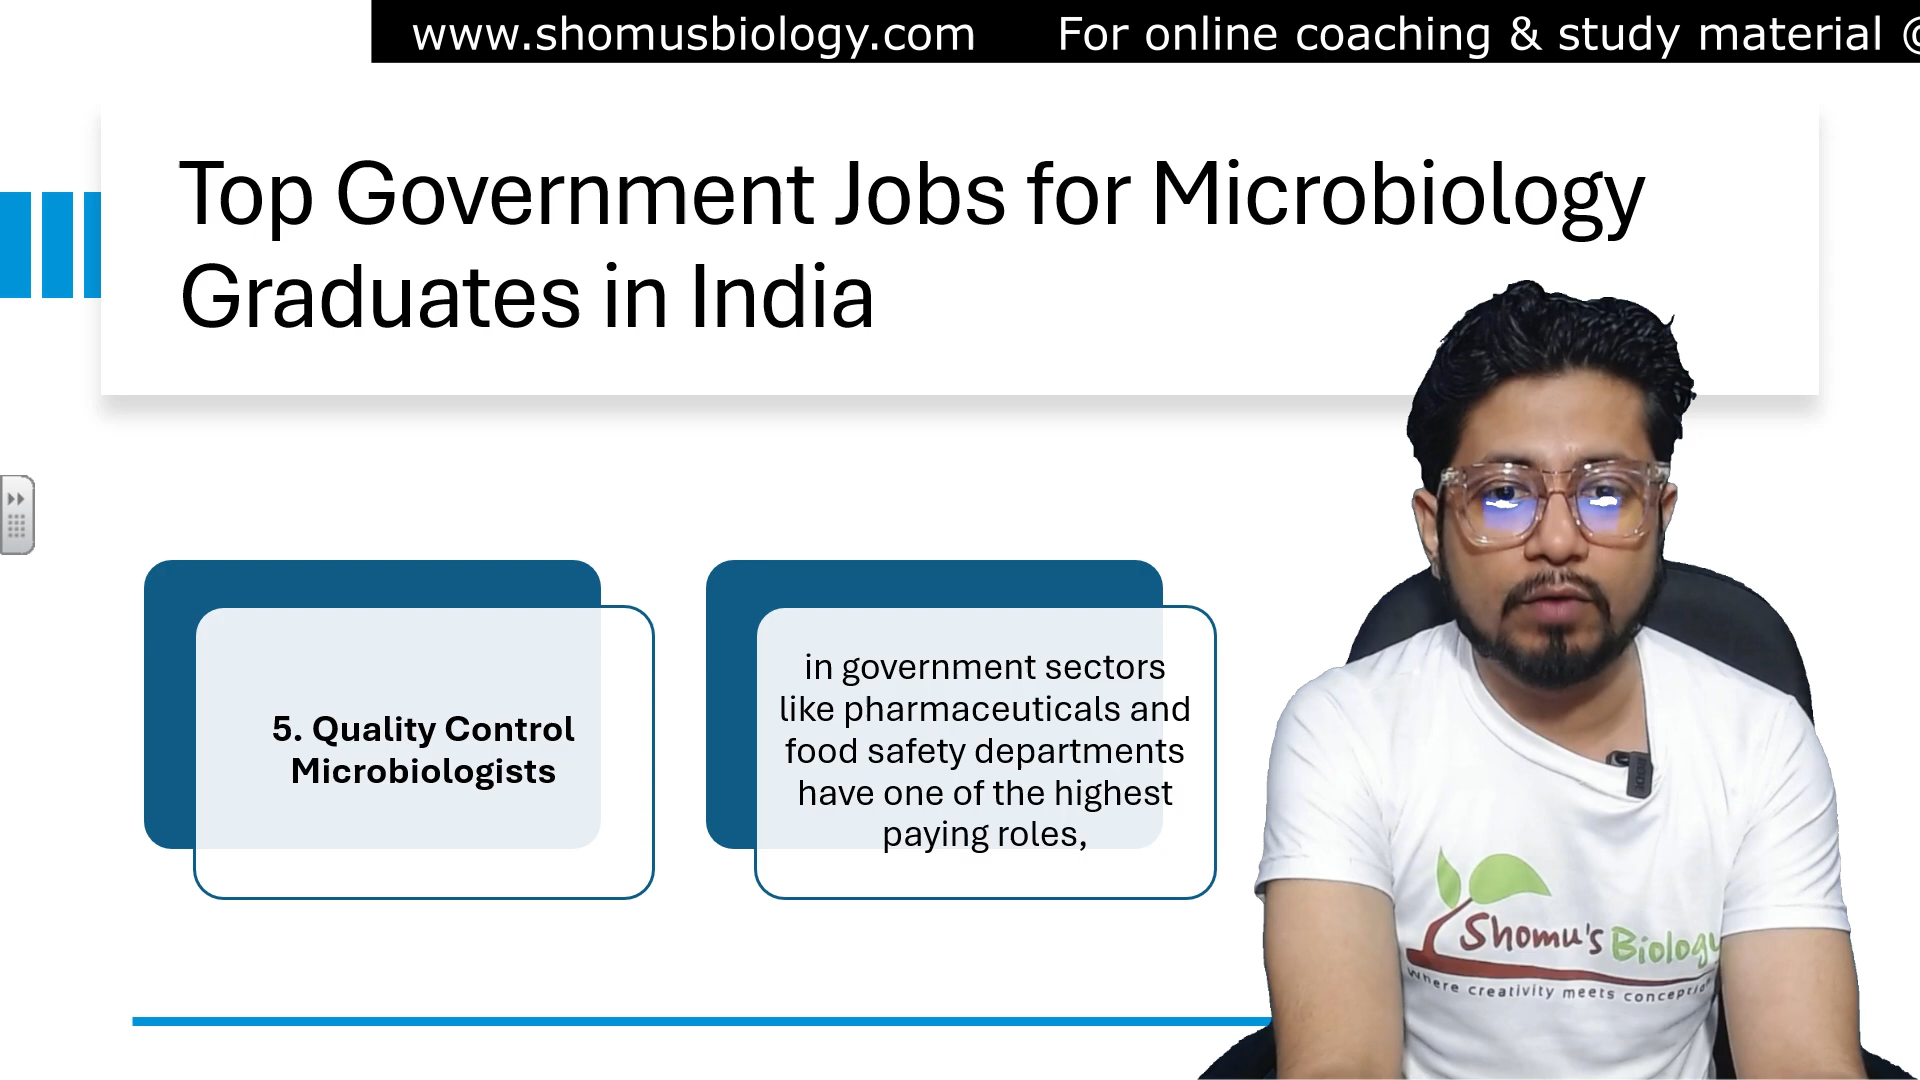 www.shomusbiology.com For online coaching & study material
Top Government Jobs for Microbiology
Graduates in India
5. Quality Control
Microbiologists
in government sectors
like pharmaceuticals and
food safety departments
have one of the highest
paying roles,
Shomu's Biology
Where creativity meets